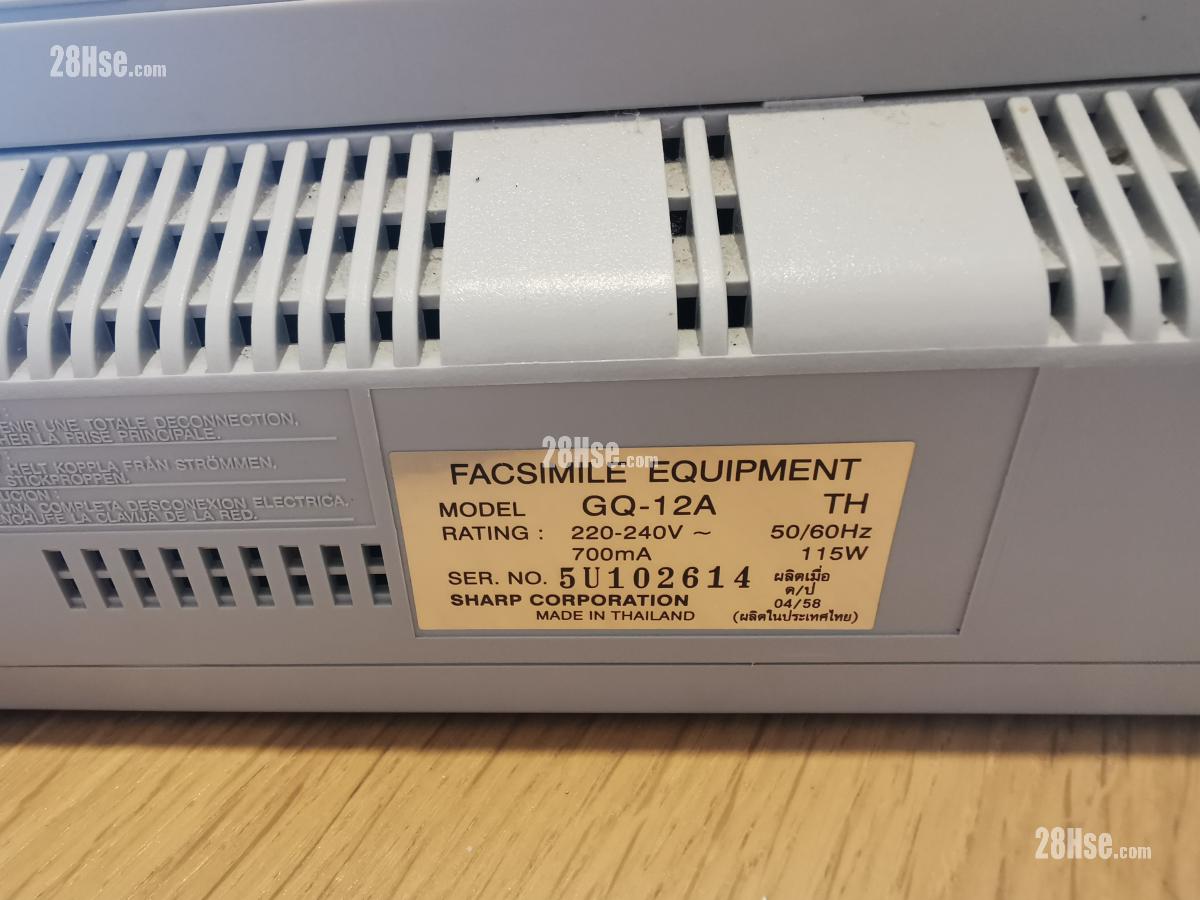 28Hse.com
ENIR UNE TOTALE DECONNECTION,
HER LA PRISE PRINCIPALE.
HELT KOPPLA FRÅN STRÖMMEN,
STICKPROPPEN.
UCION :
UNA COMPLETA DESCONEXION ELECTRICA,
ENCHUFE LA CLAVIJA DE LA RED.
28Hse.com
FACSIMILE EQUIPMENT
MODEL GQ-12A TH
RATING : 220-240V ~ 50/60Hz
700mA 115W
SER. NO. 5U102614 ผลิตเมื่อ
ด/ป
SHARP CORPORATION 04/58
MADE IN THAILAND (ผลิตในประเทศไทย)
28Hse.com